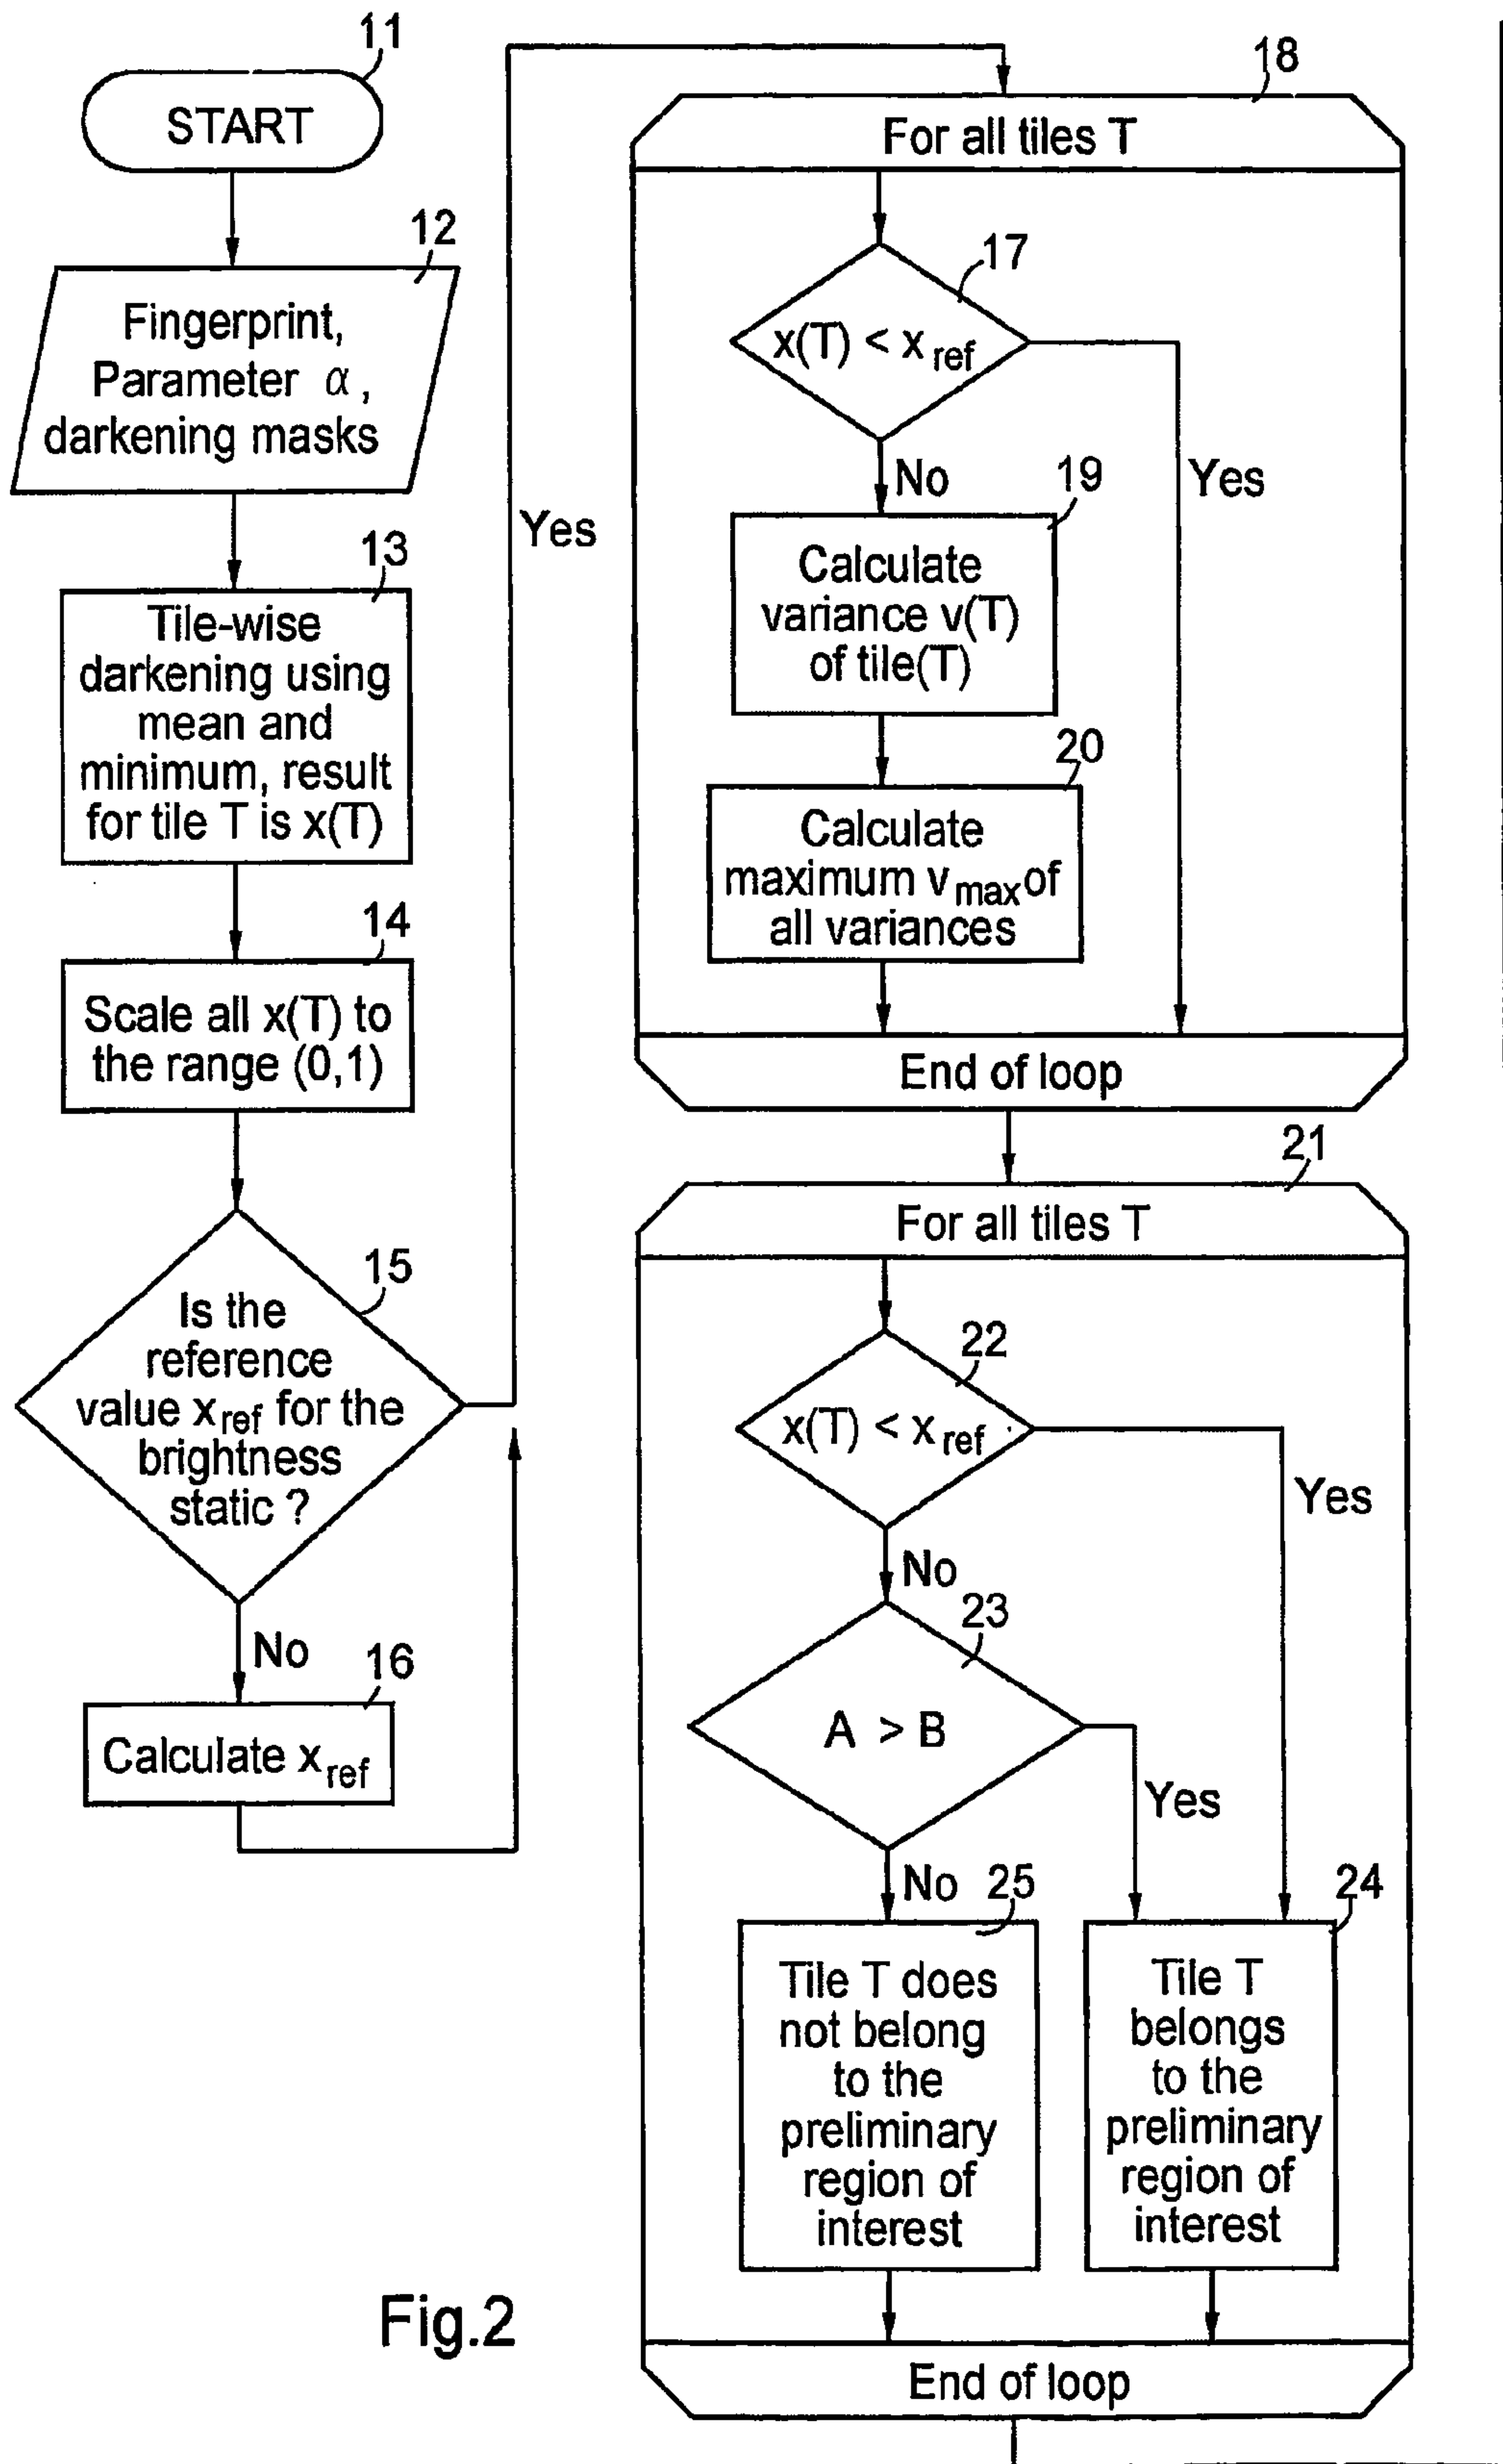 11
START
12
Fingerprint,
Parameter α,
darkening masks
13
Tile-wise
darkening using
mean and
minimum, result
for tile T is x(T)
14
Scale all x(T) to
the range (0,1)
15
Is the
reference
value xref for the
brightness
static ?
Yes
No
16
Calculate xref
18
For all tiles T
17
x(T) < xref
No
Yes
19
Calculate
variance v(T)
of tile(T)
20
Calculate
maximum vmax of
all variances
End of loop
21
For all tiles T
22
x(T) < xref
Yes
No
23
A > B
Yes
No
25
Tile T does
not belong
to the
preliminary
region of
interest
24
Tile T
belongs
to the
preliminary
region of
interest
End of loop
Fig.2